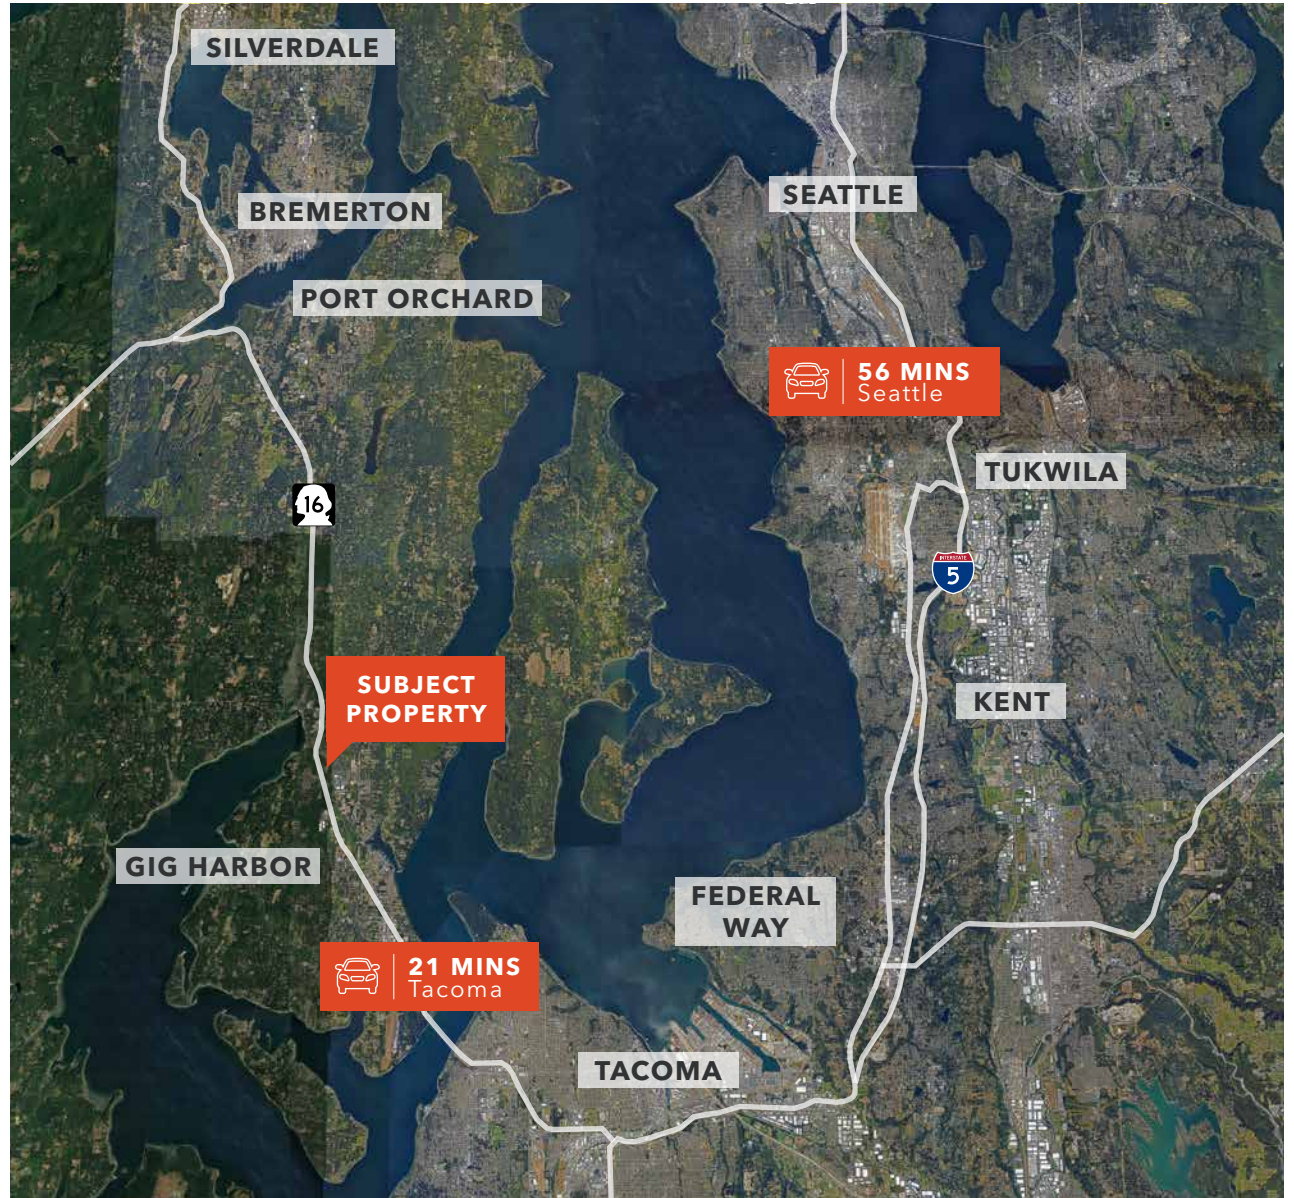 SILVERDALE
SEATTLE
BREMERTON
PORT ORCHARD
56 MINS
Seattle
TUKWILA
16
INTERSTATE
5
SUBJECT
PROPERTY
KENT
GIG HARBOR
FEDERAL
WAY
21 MINS
Tacoma
TACOMA